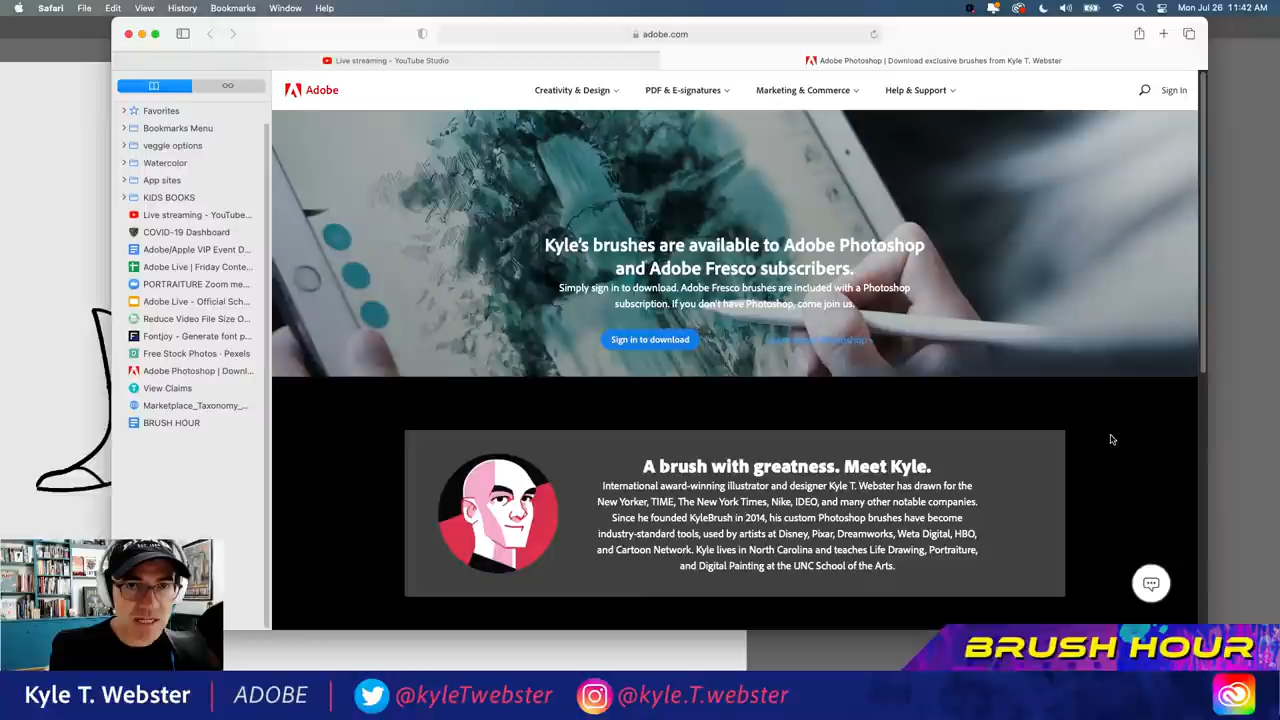 Safari File Edit View History Bookmarks Window Help
Mon Jul 26 11:42 AM
adobe.com
Live streaming - YouTube Studio
Adobe Photoshop | Download exclusive brushes from Kyle T. Webster
Adobe
Creativity & Design
PDF & E-signatures
Marketing & Commerce
Help & Support
Sign In
Favorites
Bookmarks Menu
veggie options
Watercolor
App sites
KIDS BOOKS
Live streaming - YouTube...
COVID-19 Dashboard
Adobe/Apple VIP Event D...
Adobe Live | Friday Conte...
PORTRAITURE Zoom me...
Adobe Live - Official Sch...
Reduce Video File Size O...
Fontjoy - Generate font p...
Free Stock Photos · Pexels
Adobe Photoshop | Downl...
View Claims
Marketplace_Taxonomy_...
BRUSH HOUR
Kyle's brushes are available to Adobe Photoshop
and Adobe Fresco subscribers.
Simply sign in to download. Adobe Fresco brushes are included with a Photoshop
subscription. If you don't have Photoshop, come join us.
Sign in to download
A brush with greatness. Meet Kyle.
International award-winning illustrator and designer Kyle T. Webster has drawn for the
New Yorker, TIME, The New York Times, Nike, IDEO, and many other notable companies.
Since he founded KyleBrush in 2014, his custom Photoshop brushes have become
industry-standard tools, used by artists at Disney, Pixar, Dreamworks, Weta Digital, HBO,
and Cartoon Network. Kyle lives in North Carolina and teaches Life Drawing, Portraiture,
and Digital Painting at the UNC School of the Arts.
BRUSH HOUR
Kyle T. Webster | ADOBE @kyleTwebster @kyle.T.webster